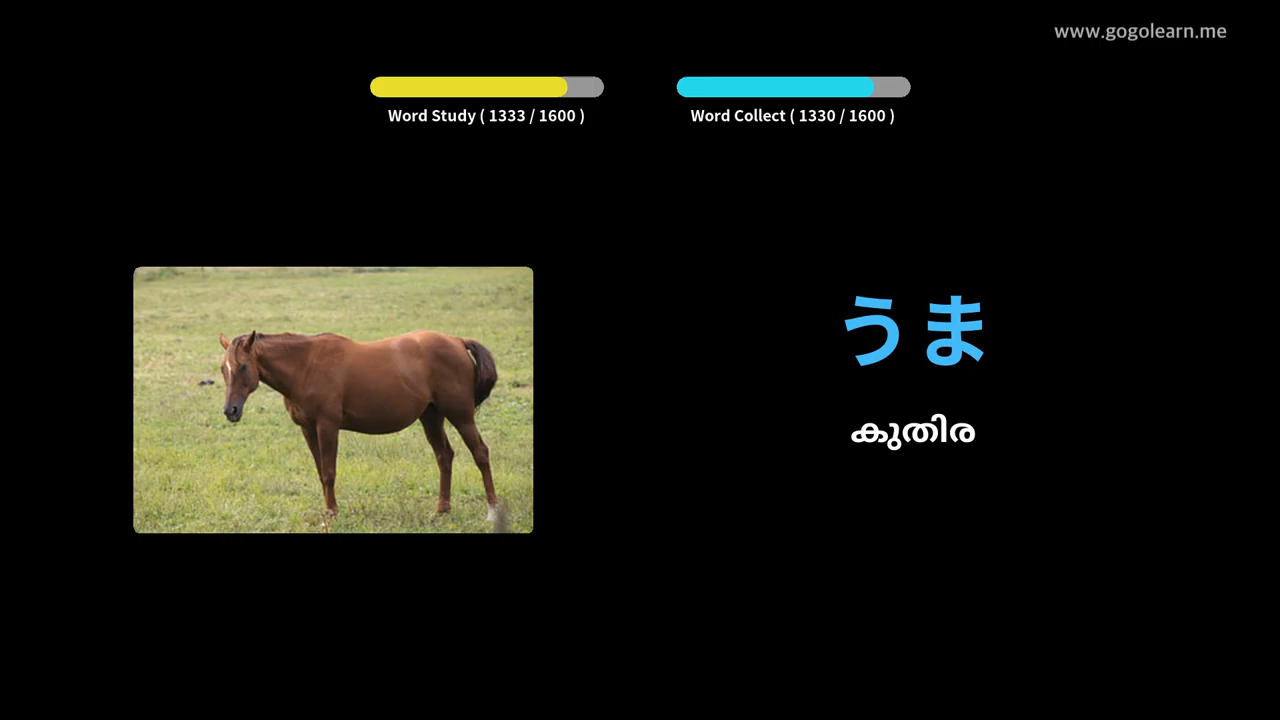 www.gogolearn.me
Word Study ( 1333 / 1600 )
Word Collect ( 1330 / 1600 )
うま
കുതിര